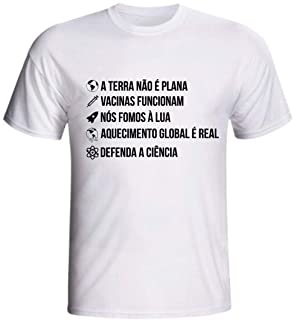 A TERRA NÃO É PLANA
VACINAS FUNCIONAM
NÓS FOMOS À LUA
AQUECIMENTO GLOBAL É REAL
DEFENDA A CIÊNCIA